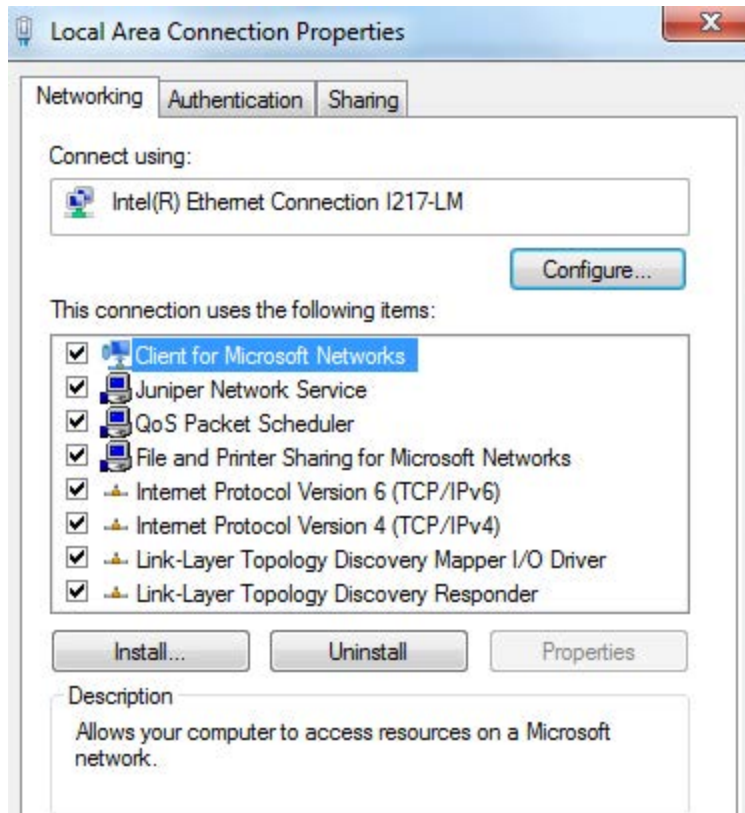 Local Area Connection Properties
Networking Authentication Sharing
Connect using:
Intel(R) Ethernet Connection I217-LM
Configure...
This connection uses the following items:
Client for Microsoft Networks
Juniper Network Service
QoS Packet Scheduler
File and Printer Sharing for Microsoft Networks
Internet Protocol Version 6 (TCP/IPv6)
Internet Protocol Version 4 (TCP/IPv4)
Link-Layer Topology Discovery Mapper I/O Driver
Link-Layer Topology Discovery Responder
Install... Uninstall Properties
Description
Allows your computer to access resources on a Microsoft
network.